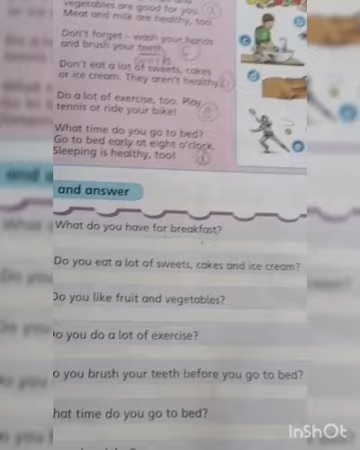 vegetables are good for you.
Meat and milk are healthy, too.
Don't forget – wash your hands
and brush your teeth.
Don't eat a lot of sweets, cakes
or ice cream. They aren't healthy.
Do a lot of exercise, too. Play
tennis or ride your bike!
What time do you go to bed?
Go to bed early at eight o'clock.
Sleeping is healthy, too!
and answer
What do you have for breakfast?
Do you eat a lot of sweets, cakes and ice cream?
Do you like fruit and vegetables?
o you do a lot of exercise?
o you brush your teeth before you go to bed?
hat time do you go to bed?
InShOt